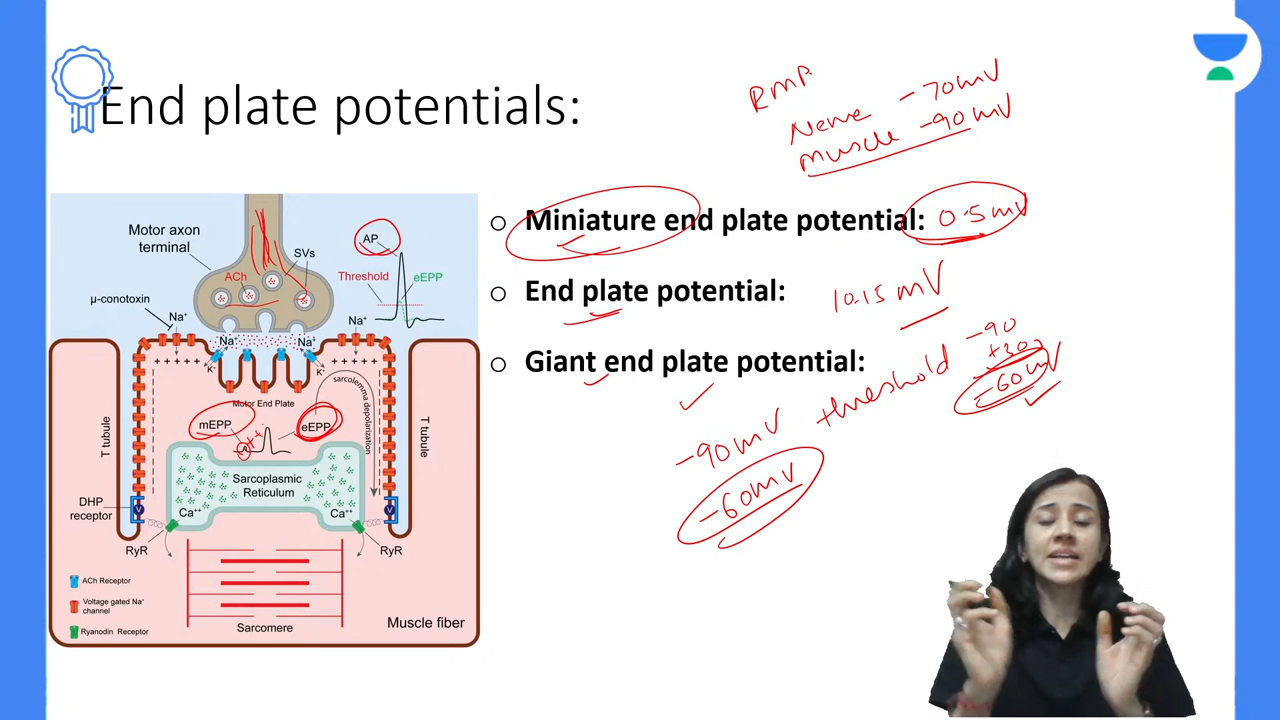 End plate potentials:
RMP
Nerve -70mV
Muscle -90mV
Miniature end plate potential: 0.5mV
End plate potential: 10.15 mV
Giant end plate potential:
-90mV threshold -90
+30
-60mV
-60mV
Motor axon
terminal
SVs
ACh
AP
Threshold
eEPP
µ-conotoxin
Na⁺
Na⁺
Na⁺
Na⁺
+ + + + +
+ + + + +
K⁺
K⁺
Motor End Plate
sarcolemma depolarization
mEPP
eEPP
T tubule
T tubule
Sarcoplasmic
Reticulum
DHP
receptor
V
V
Ca⁺⁺
Ca⁺⁺
RyR
RyR
ACh Receptor
Voltage gated Na⁺
channel
Ryanodin Receptor
Sarcomere
Muscle fiber